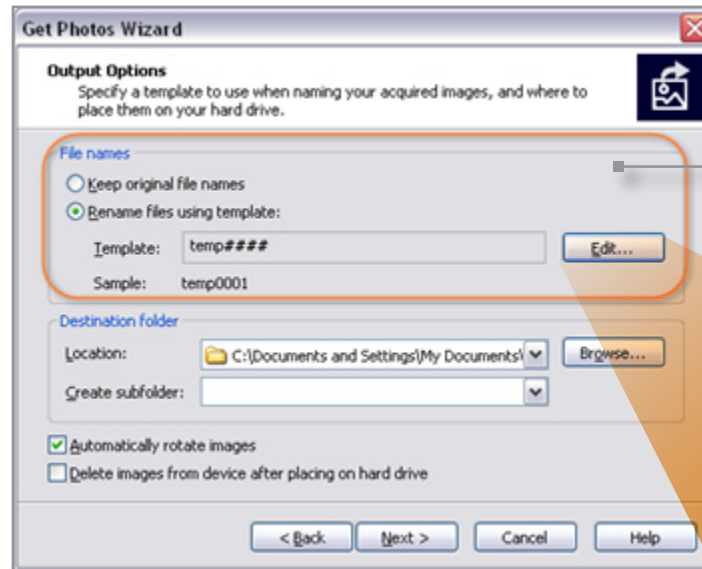 Get Photos Wizard
Output Options
Specify a template to use when naming your acquired images, and where to
place them on your hard drive.
File names
Keep original file names
Rename files using template:
Template: temp#### Edit...
Sample: temp0001
Destination folder
Location: C:\Documents and Settings\My Documents\ Browse...
Create subfolder:
Automatically rotate images
Delete images from device after placing on hard drive
< Back Next > Cancel Help